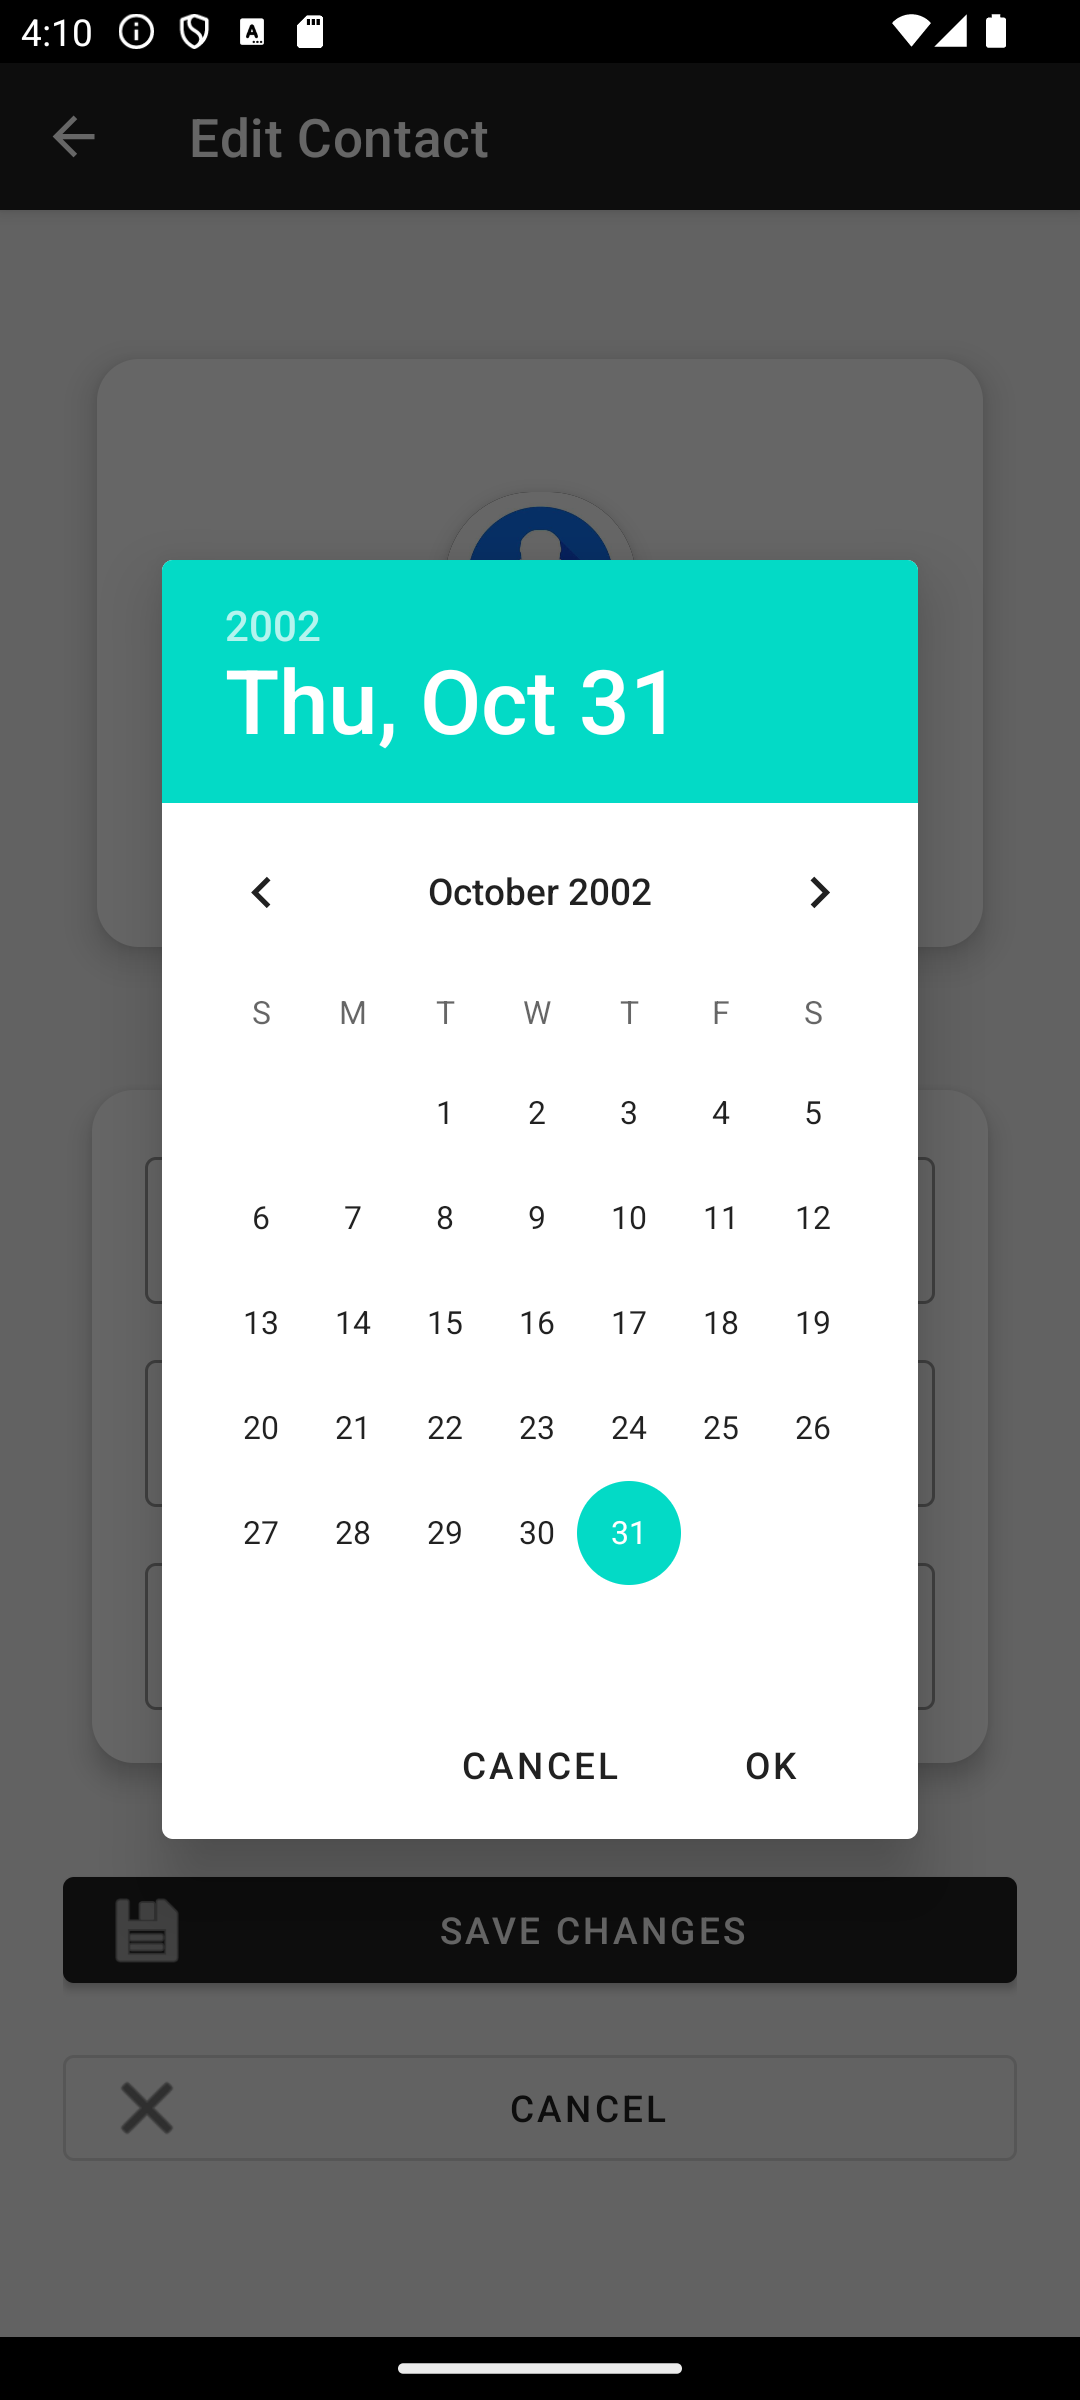 4:10
Edit Contact
2002
Thu, Oct 31
October 2002
S M T W T F S
1 2 3 4 5
6 7 8 9 10 11 12
13 14 15 16 17 18 19
20 21 22 23 24 25 26
27 28 29 30 31
CANCEL OK
SAVE CHANGES
CANCEL